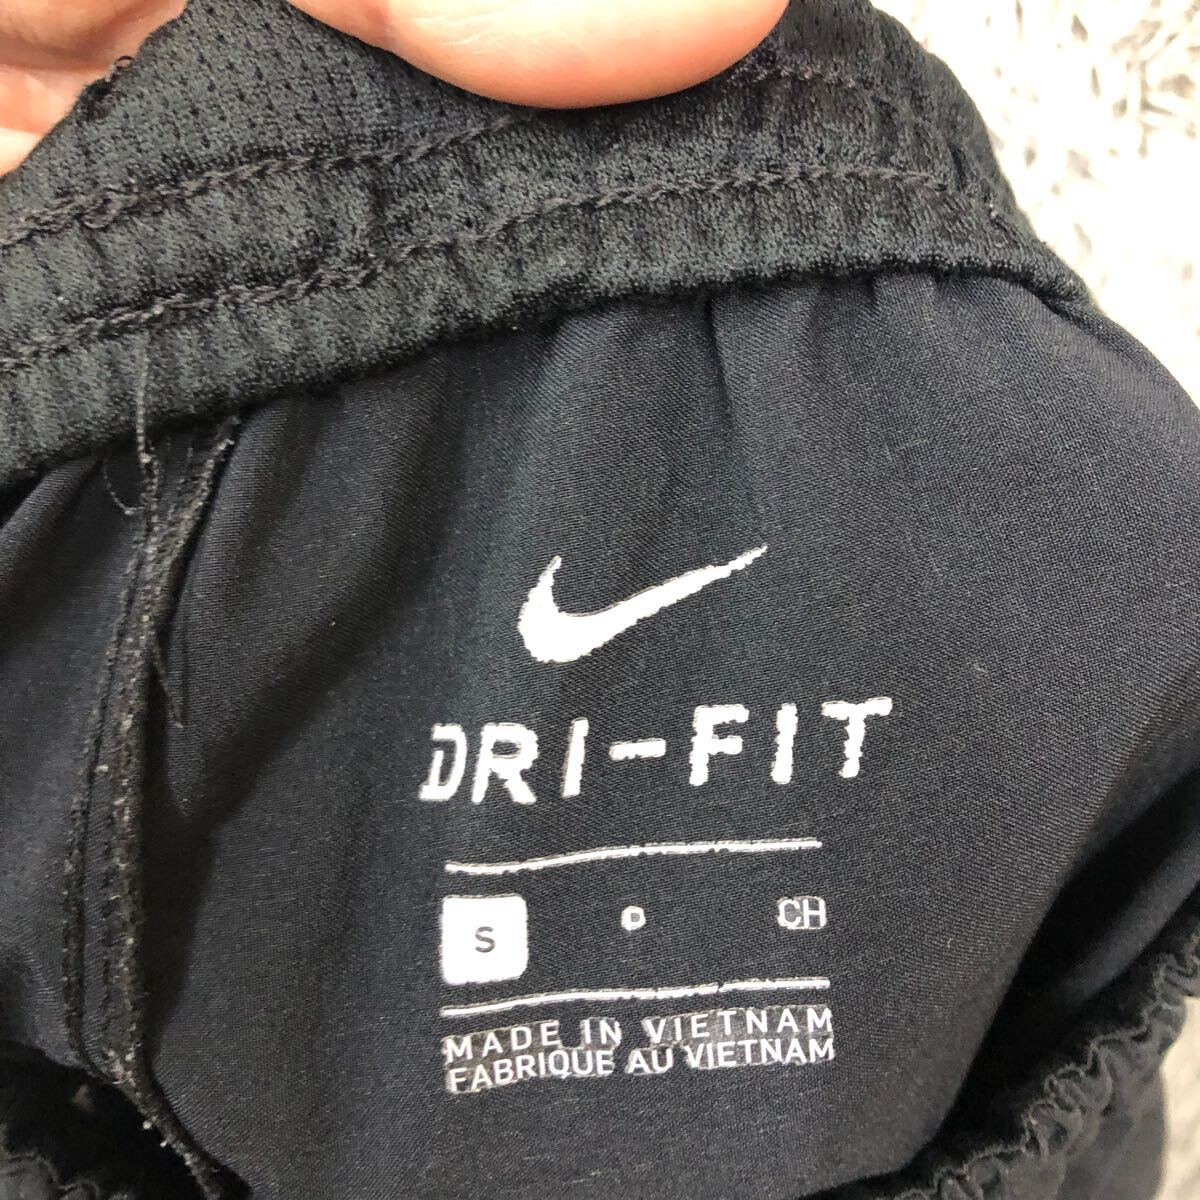 DRI-FIT
S P CH
MADE IN VIETNAM
FABRIQUE AU VIETNAM